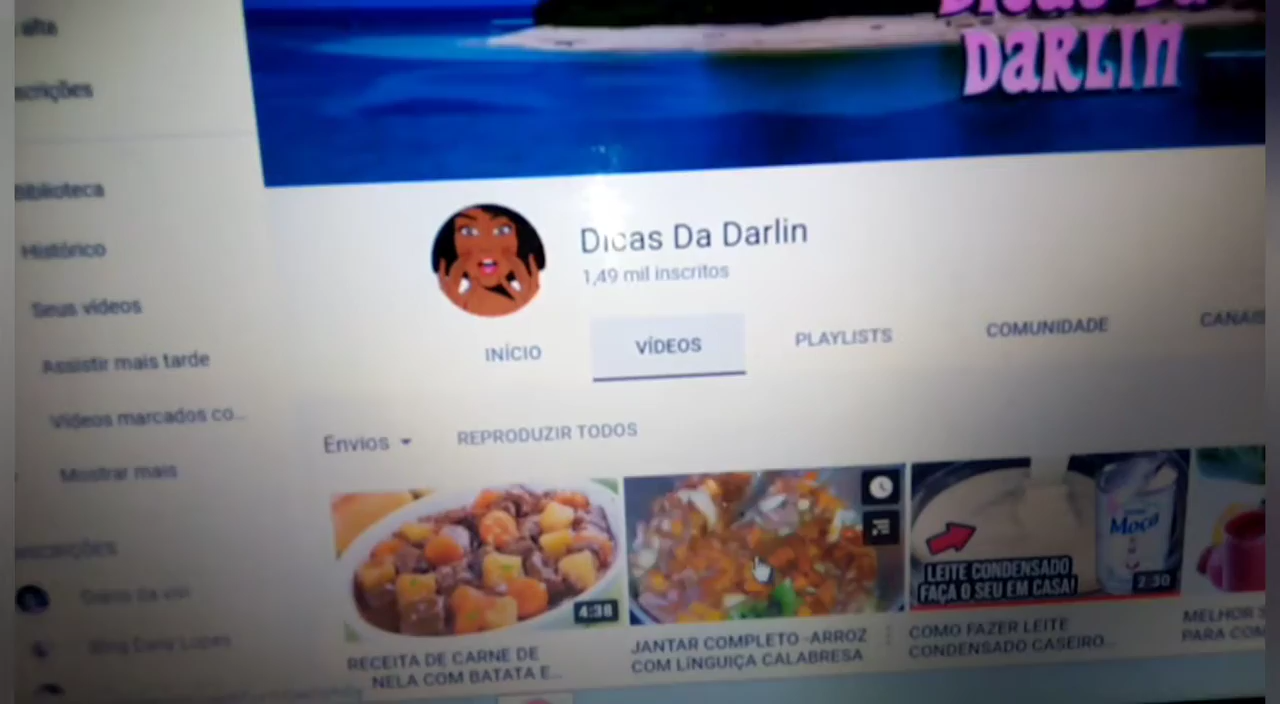 alta
Dicas Da
DARLIN
Biblioteca
Histórico
Dicas Da Darlin
1,49 mil inscritos
Seus vídeos
INÍCIO
VÍDEOS
PLAYLISTS
COMUNIDADE
CANAIS
Assistir mais tarde
Vídeos marcados co...
Envios
REPRODUZIR TODOS
Mostrar mais
Moça
LEITE CONDENSADO
FAÇA O SEU EM CASA!
4:38
2:30
RECEITA DE CARNE DE
NELA COM BATATA E...
JANTAR COMPLETO -ARROZ
COM LINGUIÇA CALABRESA
COMO FAZER LEITE
CONDENSADO CASEIRO...
MELHOR
PARA